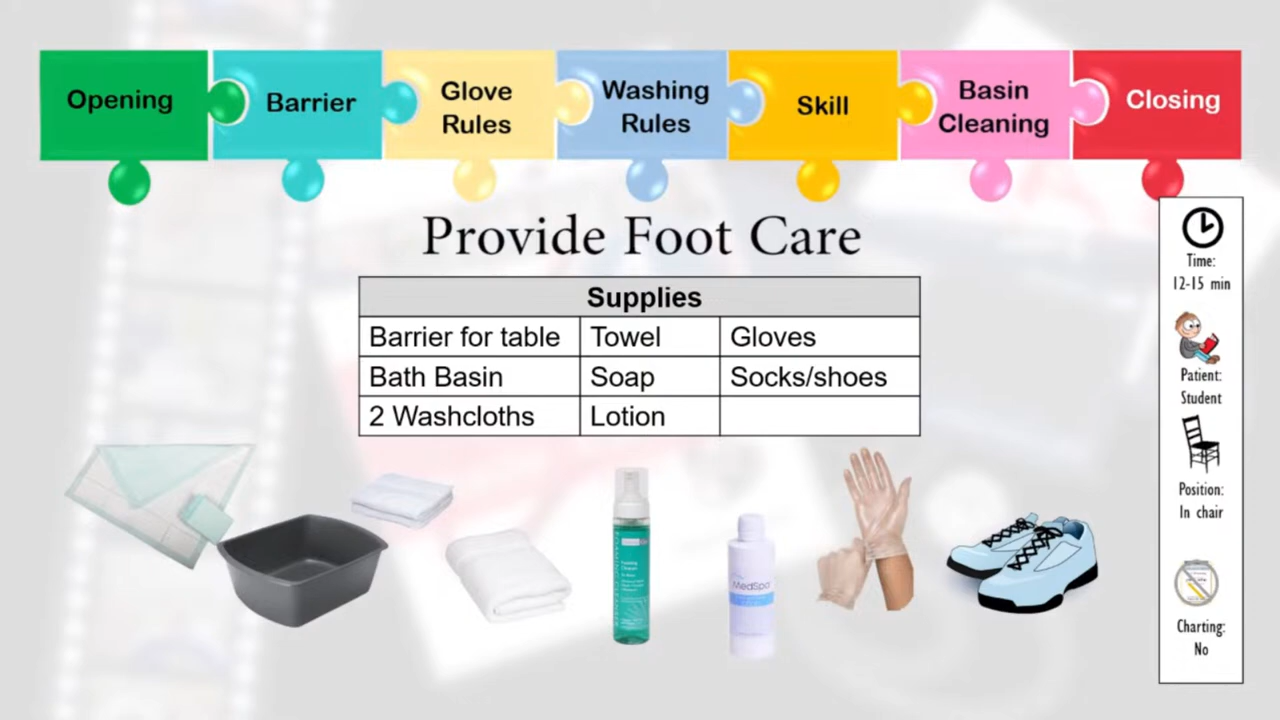 Opening
Barrier
Glove
Rules
Washing
Rules
Skill
Basin
Cleaning
Closing
Provide Foot Care
Supplies
Barrier for table Towel Gloves
Bath Basin Soap Socks/shoes
2 Washcloths Lotion
Time:
12-15 min
Patient:
Student
Position:
In chair
Charting:
No
MedSpa